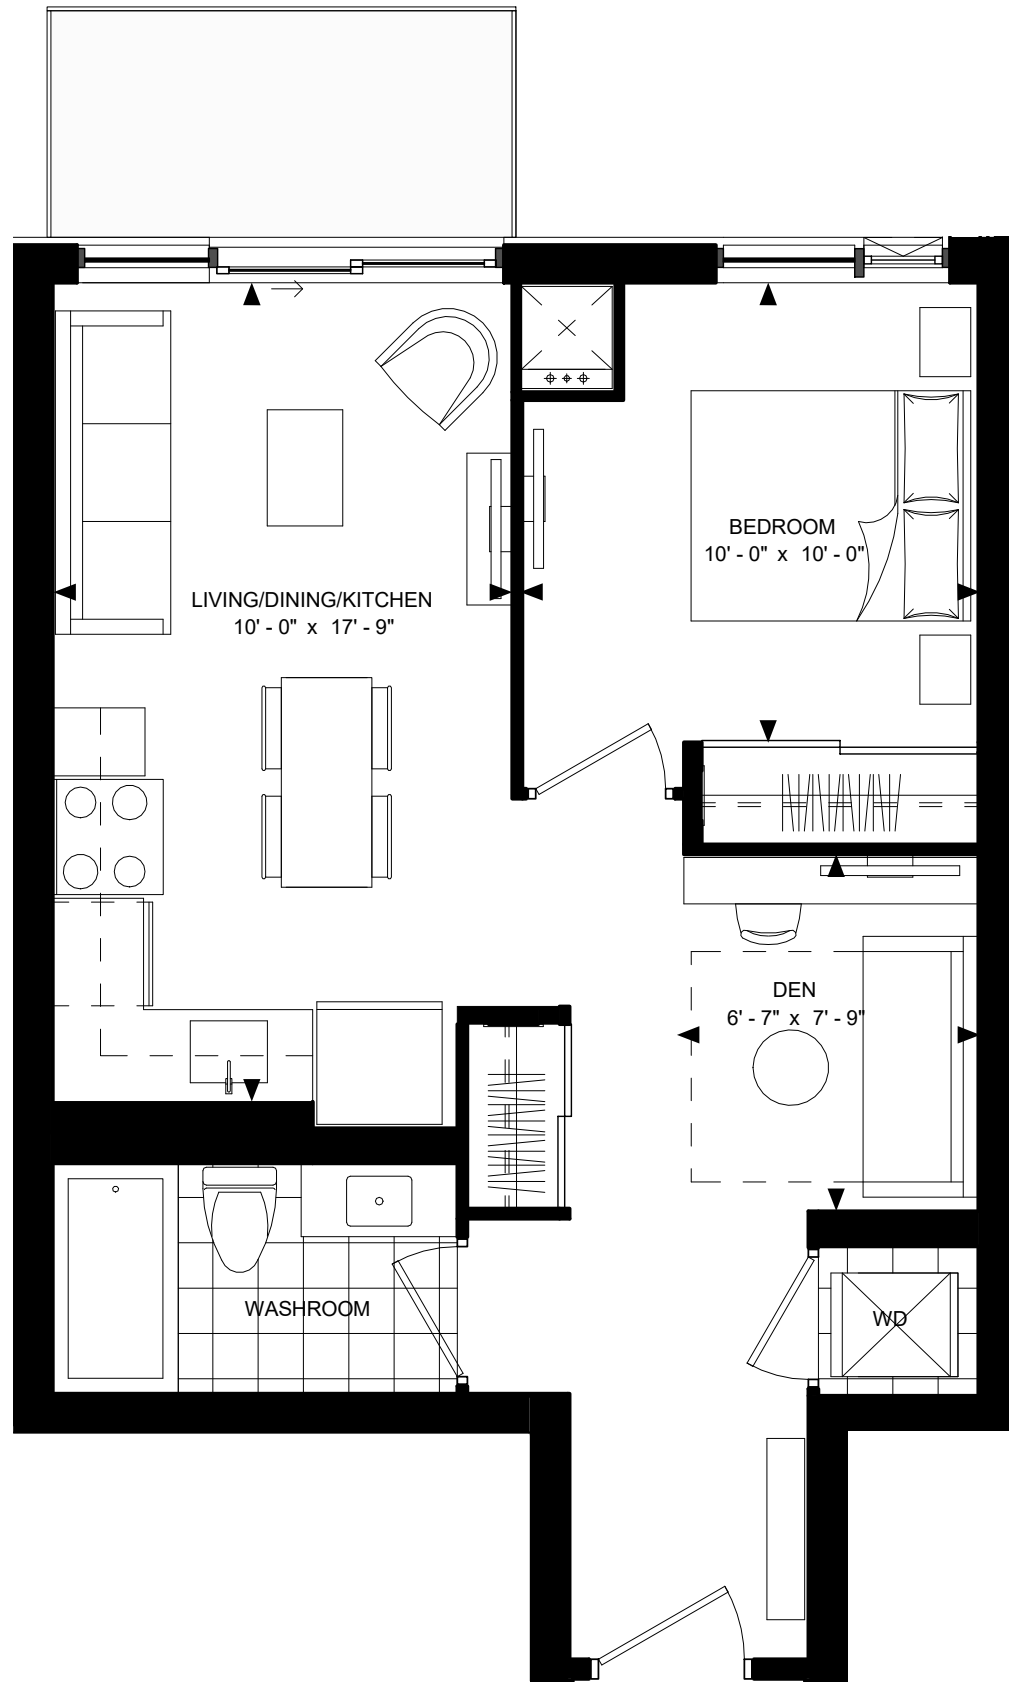 BEDROOM
10' - 0" x 10' - 0"
LIVING/DINING/KITCHEN
10' - 0" x 17' - 9"
DEN
6' - 7" x 7' - 9"
WASHROOM
WD